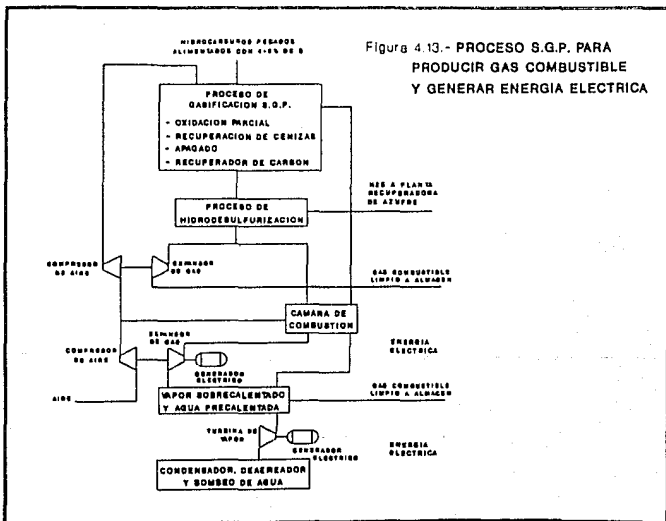 Figura 4.13.- PROCESO S.G.P. PARA
PRODUCIR GAS COMBUSTIBLE
Y GENERAR ENERGIA ELECTRICA
HIDROCARBUROS PESADOS
ALIMENTADOS CON DE S
PROCESO DE
GASIFICACION S.G.P.
- OXIDACION PARCIAL
- RECUPERACION DE CENIZAS
- APAGADO
- RECUPERADOR DE CARBON
H2S A PLANTA
RECUPERADORA
DE AZUFRE
PROCESO DE
HIDRODESULFURIZACION
COMPRESOR
DE AIRE
EXPANSOR
DE GAS
GAS COMBUSTIBLE
LIMPIO A ALMACEN
CAMARA DE
COMBUSTION
EXPANSOR
DE GAS
COMPRESOR
DE AIRE
ENERGIA
ELECTRICA
GENERADOR
ELECTRICO
AIRE
VAPOR SOBRECALENTADO
Y AGUA PRECALENTADA
GAS COMBUSTIBLE
LIMPIO A ALMACEN
TURBINA DE
VAPOR
GENERADOR
ELECTRICO
ENERGIA
ELECTRICA
CONDENSADOR, DEAEREADOR
Y BOMBEO DE AGUA